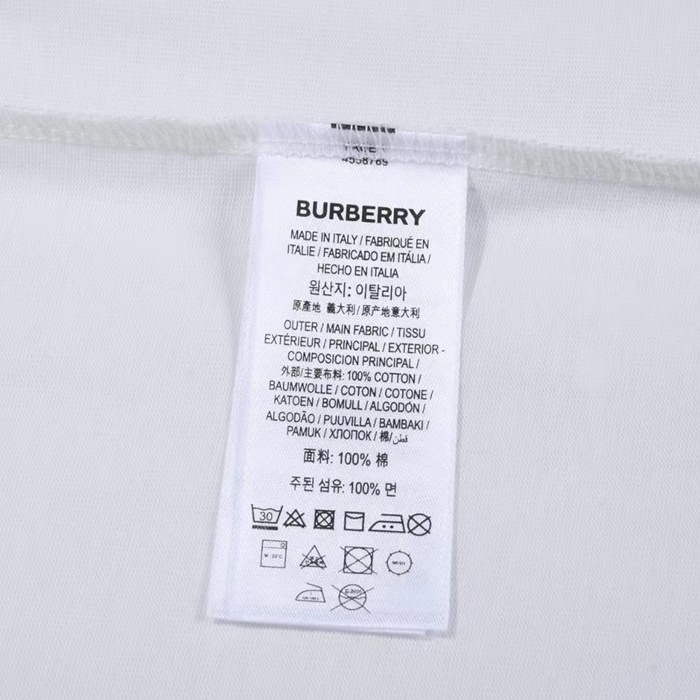 4558789
BURBERRY
MADE IN ITALY / FABRIQUÉ EN
ITALIE / FABRICADO EM ITÁLIA /
HECHO EN ITALIA
원산지: 이탈리아
原產地 義大利 / 原产地意大利
OUTER / MAIN FABRIC / TISSU
EXTÉRIEUR / PRINCIPAL / EXTERIOR -
COMPOSICION PRINCIPAL /
外部/主要布料: 100% COTTON /
BAUMWOLLE / COTON / COTONE /
KATOEN / BOMULL / ALGODÓN /
ALGODÃO / PUUVILLA / BAMBAKI /
PAMUK / ХЛОПОК / 棉/ قطن
面料: 100% 棉
주된 섬유: 100% 면
30